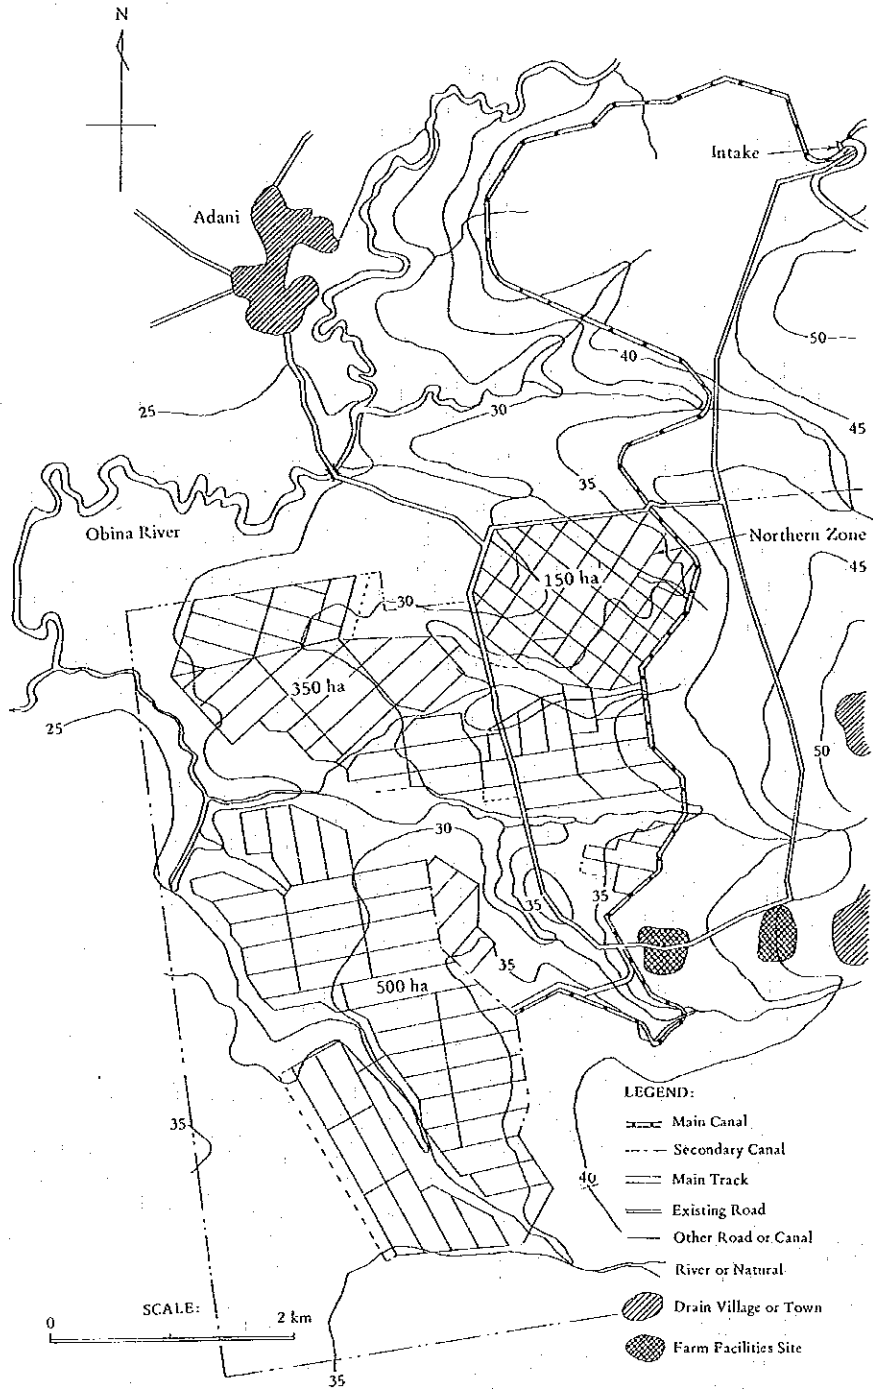 N
Intake
Adani
50
40
25
30
45
35
Obina River
Northern Zone
150 ha
45
30
350 ha
25
50
30
35
35
35
500 ha
LEGEND:
Main Canal
35
Secondary Canal
40
Main Track
Existing Road
Other Road or Canal
River or Natural
SCALE:
0
2 km
Drain Village or Town
Farm Facilities Site
35